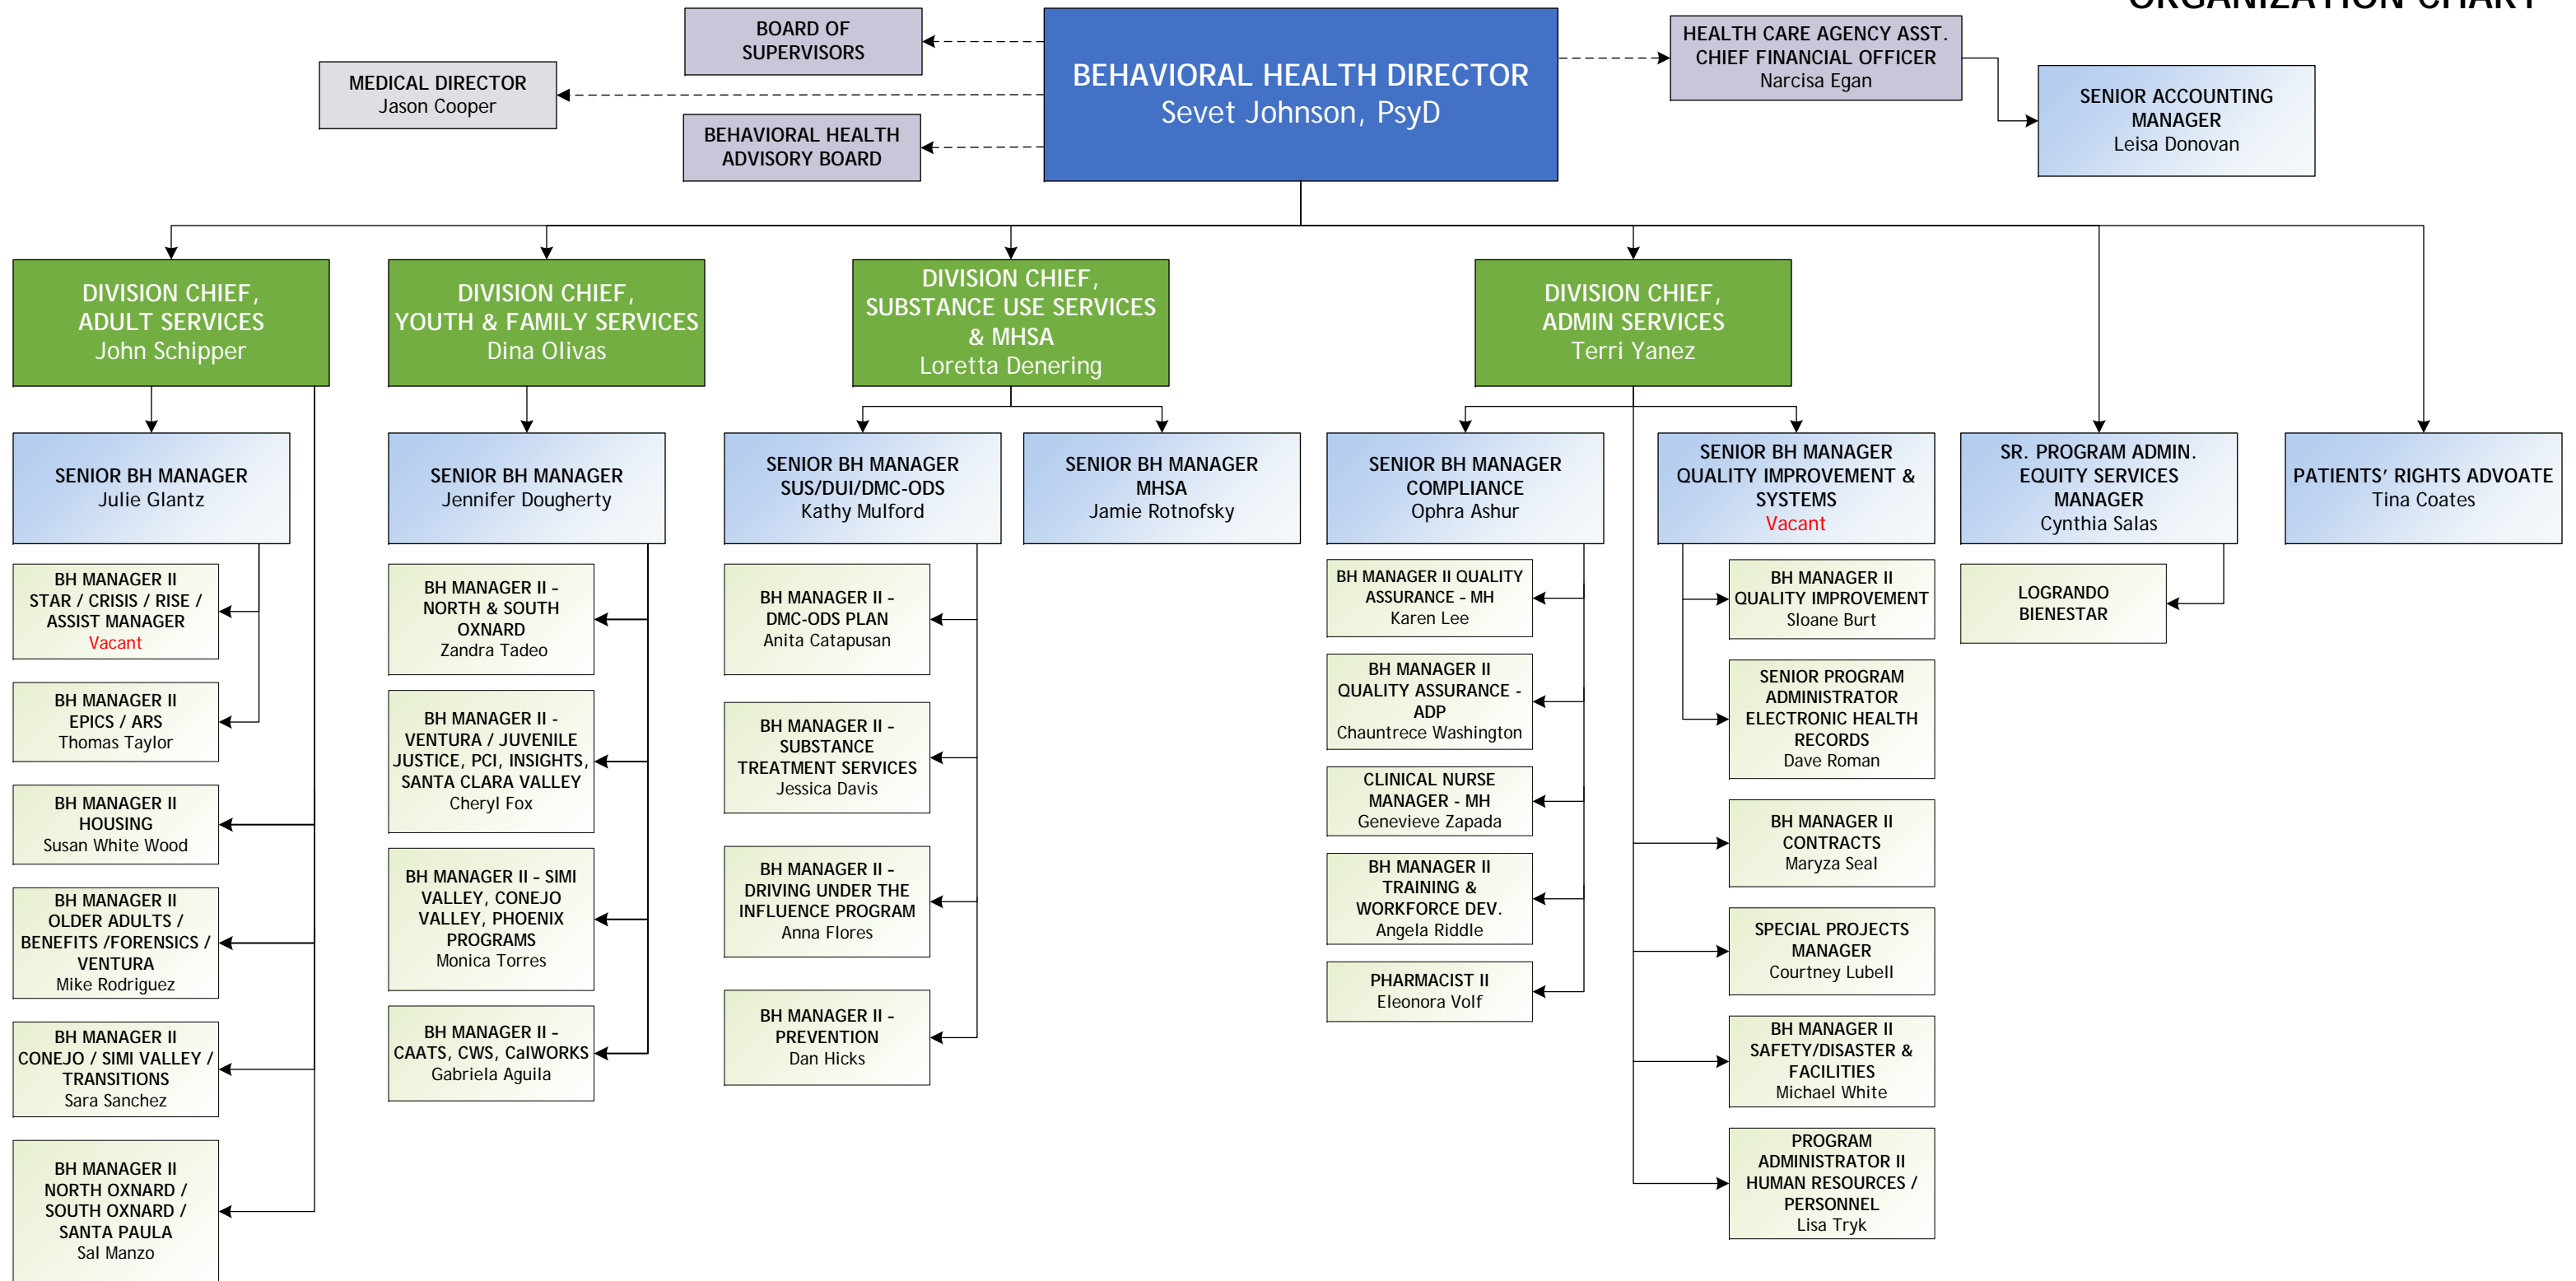 ORGANIZATION CHART
BOARD OF
SUPERVISORS
MEDICAL DIRECTOR
Jason Cooper
BEHAVIORAL HEALTH
ADVISORY BOARD
BEHAVIORAL HEALTH DIRECTOR
Sevet Johnson, PsyD
HEALTH CARE AGENCY ASST.
CHIEF FINANCIAL OFFICER
Narcisa Egan
SENIOR ACCOUNTING
MANAGER
Leisa Donovan
DIVISION CHIEF,
ADULT SERVICES
John Schipper
DIVISION CHIEF,
YOUTH & FAMILY SERVICES
Dina Olivas
DIVISION CHIEF,
SUBSTANCE USE SERVICES
& MHSA
Loretta Denering
DIVISION CHIEF,
ADMIN SERVICES
Terri Yanez
SENIOR BH MANAGER
Julie Glantz
SENIOR BH MANAGER
Jennifer Dougherty
SENIOR BH MANAGER
SUS/DUI/DMC-ODS
Kathy Mulford
SENIOR BH MANAGER
MHSA
Jamie Rotnofsky
SENIOR BH MANAGER
COMPLIANCE
Ophra Ashur
SENIOR BH MANAGER
QUALITY IMPROVEMENT &
SYSTEMS
Vacant
SR. PROGRAM ADMIN.
EQUITY SERVICES
MANAGER
Cynthia Salas
PATIENTS' RIGHTS ADVOATE
Tina Coates
BH MANAGER II
STAR / CRISIS / RISE /
ASSIST MANAGER
Vacant
BH MANAGER II
EPICS / ARS
Thomas Taylor
BH MANAGER II
HOUSING
Susan White Wood
BH MANAGER II
OLDER ADULTS /
BENEFITS /FORENSICS /
VENTURA
Mike Rodriguez
BH MANAGER II
CONEJO / SIMI VALLEY /
TRANSITIONS
Sara Sanchez
BH MANAGER II
NORTH OXNARD /
SOUTH OXNARD /
SANTA PAULA
Sal Manzo
BH MANAGER II –
NORTH & SOUTH
OXNARD
Zandra Tadeo
BH MANAGER II -
VENTURA / JUVENILE
JUSTICE, PCI, INSIGHTS,
SANTA CLARA VALLEY
Cheryl Fox
BH MANAGER II – SIMI
VALLEY, CONEJO
VALLEY, PHOENIX
PROGRAMS
Monica Torres
BH MANAGER II –
CAATS, CWS, CalWORKS
Gabriela Aguila
BH MANAGER II –
DMC-ODS PLAN
Anita Catapusan
BH MANAGER II –
SUBSTANCE
TREATMENT SERVICES
Jessica Davis
BH MANAGER II –
DRIVING UNDER THE
INFLUENCE PROGRAM
Anna Flores
BH MANAGER II –
PREVENTION
Dan Hicks
BH MANAGER II QUALITY
ASSURANCE – MH
Karen Lee
BH MANAGER II
QUALITY ASSURANCE -
ADP
Chauntrece Washington
CLINICAL NURSE
MANAGER - MH
Genevieve Zapada
BH MANAGER II
TRAINING &
WORKFORCE DEV.
Angela Riddle
PHARMACIST II
Eleonora Volf
BH MANAGER II
QUALITY IMPROVEMENT
Sloane Burt
SENIOR PROGRAM
ADMINISTRATOR
ELECTRONIC HEALTH
RECORDS
Dave Roman
BH MANAGER II
CONTRACTS
Maryza Seal
SPECIAL PROJECTS
MANAGER
Courtney Lubell
BH MANAGER II
SAFETY/DISASTER &
FACILITIES
Michael White
PROGRAM
ADMINISTRATOR II
HUMAN RESOURCES /
PERSONNEL
Lisa Tryk
LOGRANDO
BIENESTAR